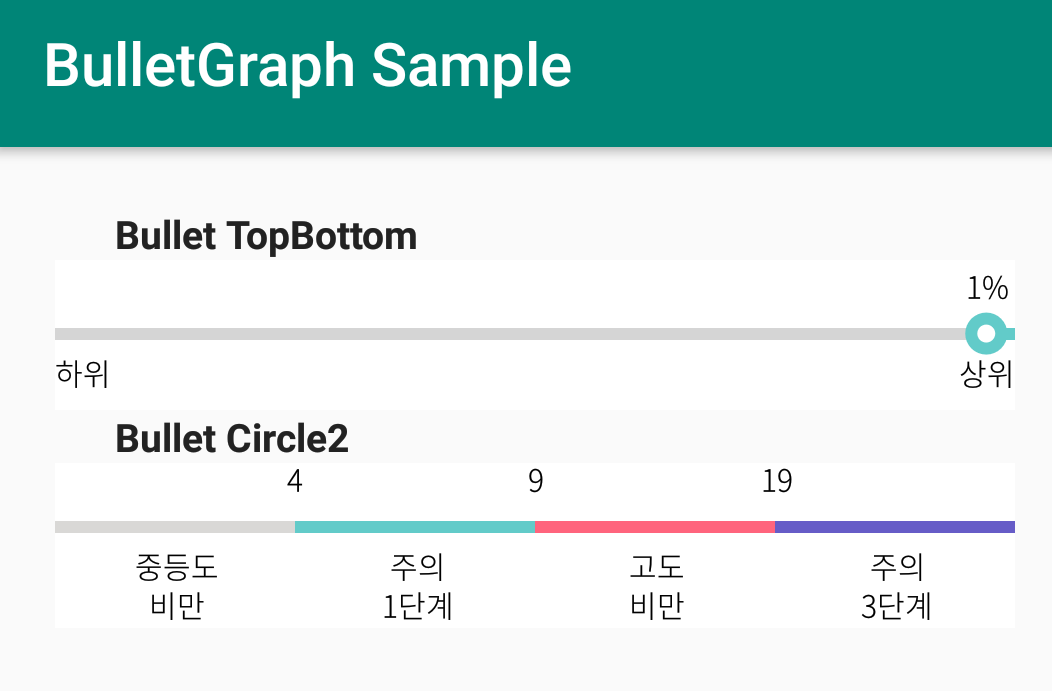 BulletGraph Sample
Bullet TopBottom
1%
하위 상위
Bullet Circle2
4 9 19
중등도 주의 고도 주의
비만 1단계 비만 3단계